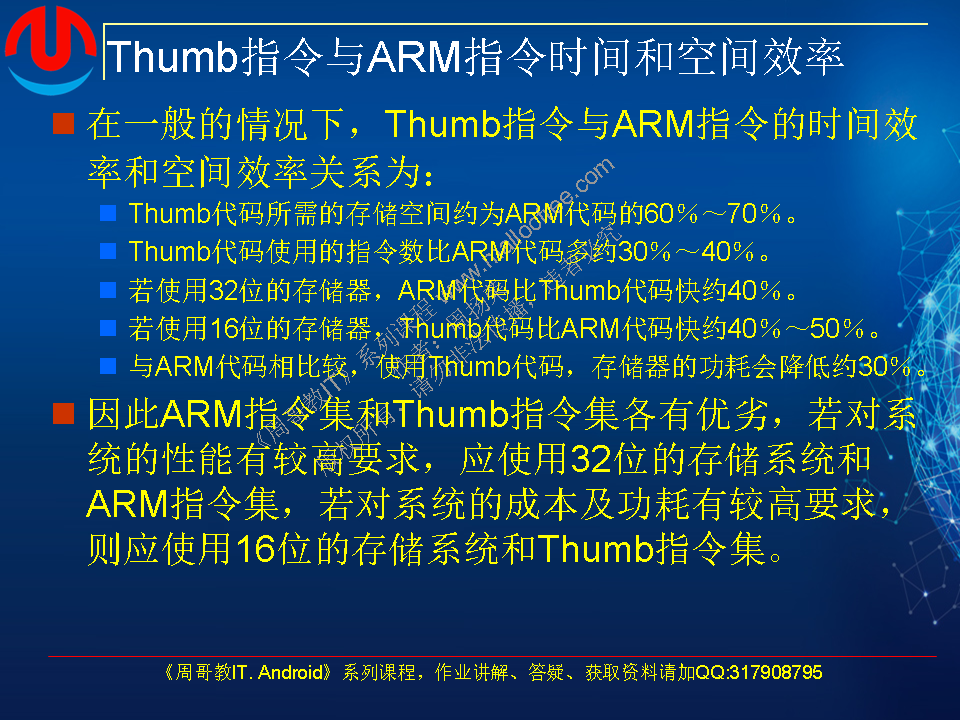 Thumb指令与ARM指令时间和空间效率
在一般的情况下，Thumb指令与ARM指令的时间效
率和空间效率关系为：
Thumb代码所需的存储空间约为ARM代码的60％～70％。
Thumb代码使用的指令数比ARM代码多约30％～40％。
若使用32位的存储器，ARM代码比Thumb代码快约40％。
若使用16位的存储器，Thumb代码比ARM代码快约40％～50％。
与ARM代码相比较，使用Thumb代码，存储器的功耗会降低约30％。
因此ARM指令集和Thumb指令集各有优劣，若对系
统的性能有较高要求，应使用32位的存储系统和
ARM指令集，若对系统的成本及功耗有较高要求，
则应使用16位的存储系统和Thumb指令集。
《周哥教IT. Android》系列课程，作业讲解、答疑、获取资料请加QQ:317908795